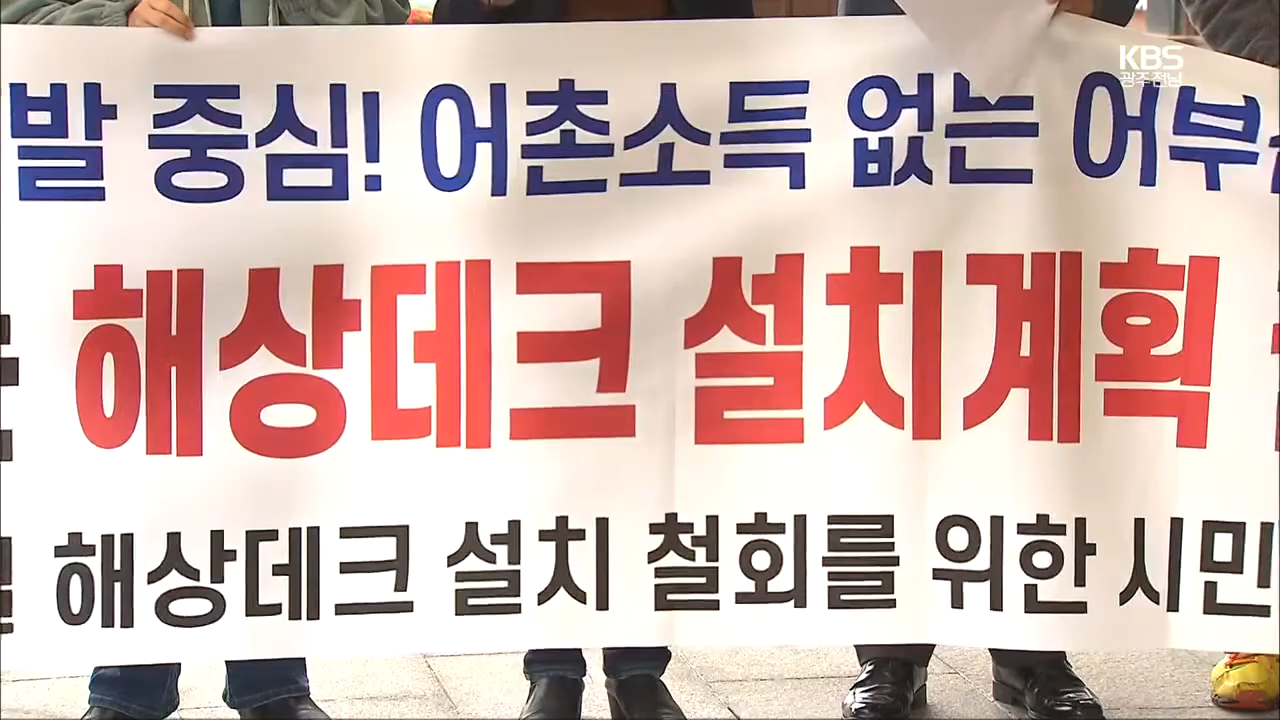 KBS
광주 전남
발 중심! 어촌소득 없는 어부
해상데크 설치계획
해상데크 설치 철회를 위한 시민